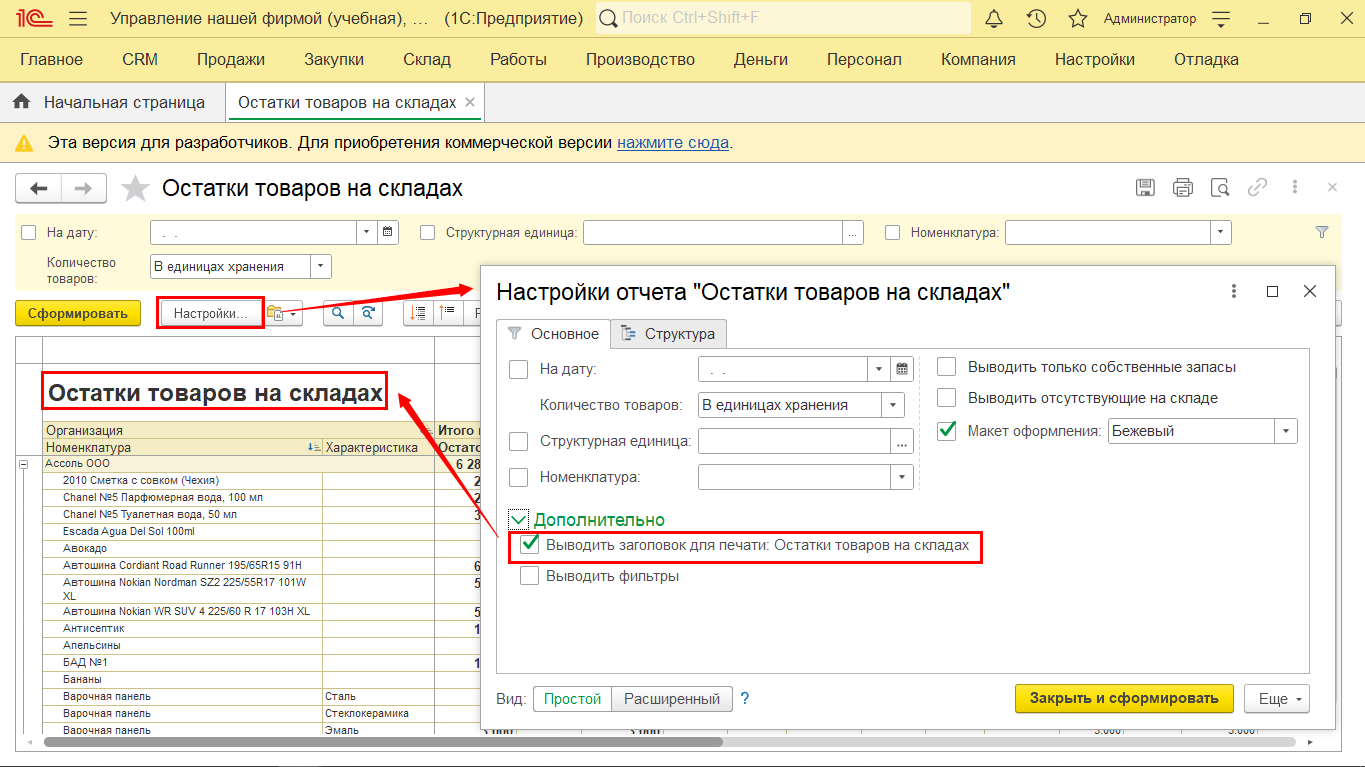 1С Управление нашей фирмой (учебная), ... (1С:Предприятие) Поиск Ctrl+Shift+F Администратор
Главное CRM Продажи Закупки Склад Работы Производство Деньги Персонал Компания Настройки Отладка
Начальная страница Остатки товаров на складах
Эта версия для разработчиков. Для приобретения коммерческой версии нажмите сюда.
Остатки товаров на складах
На дату: . . Структурная единица: ... Номенклатура:
Количество товаров: В единицах хранения
Сформировать Настройки...
Остатки товаров на складах
Организация Итого
Номенклатура Характеристика Остато
Ассоль ООО 6 28
2010 Сметка с совком (Чехия) 2
Chanel №5 Парфюмерная вода, 100 мл 2
Chanel №5 Туалетная вода, 50 мл 3
Escada Agua Del Sol 100ml
Авокадо
Автошина Cordiant Road Runner 195/65R15 91H 6
Автошина Nokian Nordman SZ2 225/55R17 101W 5
XL
Автошина Nokian WR SUV 4 225/60 R 17 103H XL 5
Антисептик 1
Апельсины
БАД №1 1
Бананы
Варочная панель Сталь
Варочная панель Стеклокерамика
Варочная панель Эмаль 3.000 3.000 3.000 3.000
Настройки отчета "Остатки товаров на складах"
Основное Структура
На дату: . . Выводить только собственные запасы
Количество товаров: В единицах хранения Выводить отсутствующие на складе
Структурная единица: ... Макет оформления: Бежевый
Номенклатура:
Дополнительно
Выводить заголовок для печати: Остатки товаров на складах
Выводить фильтры
Вид: Простой Расширенный ? Закрыть и сформировать Еще